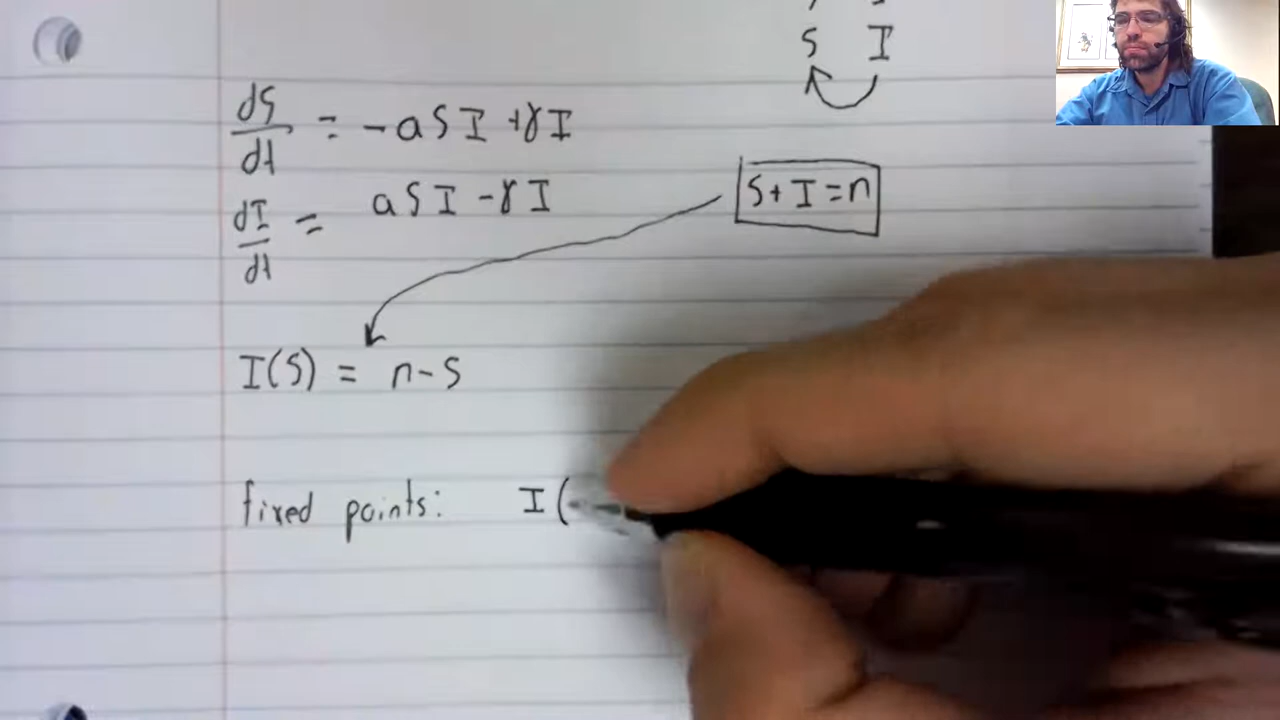 S I
dS/dt = -aSI + γI
dI/dt = aSI - γI
S + I = n
I(S) = n - S
fixed points: I(